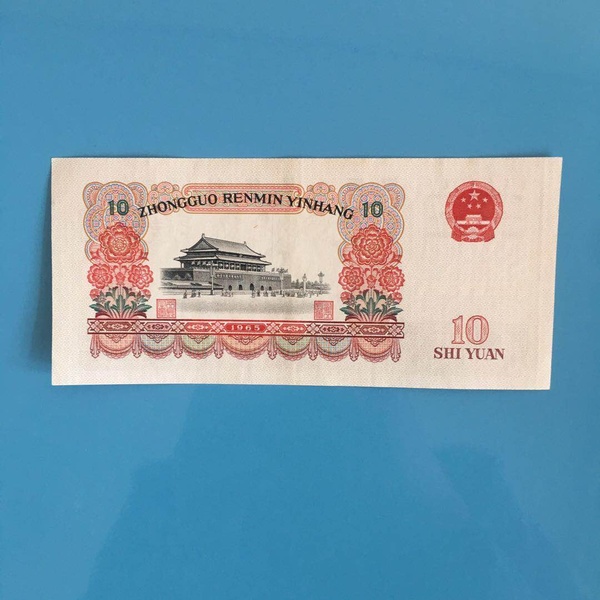 10 ZHONGGUO RENMIN YINHANG 10
1965
10
SHI YUAN